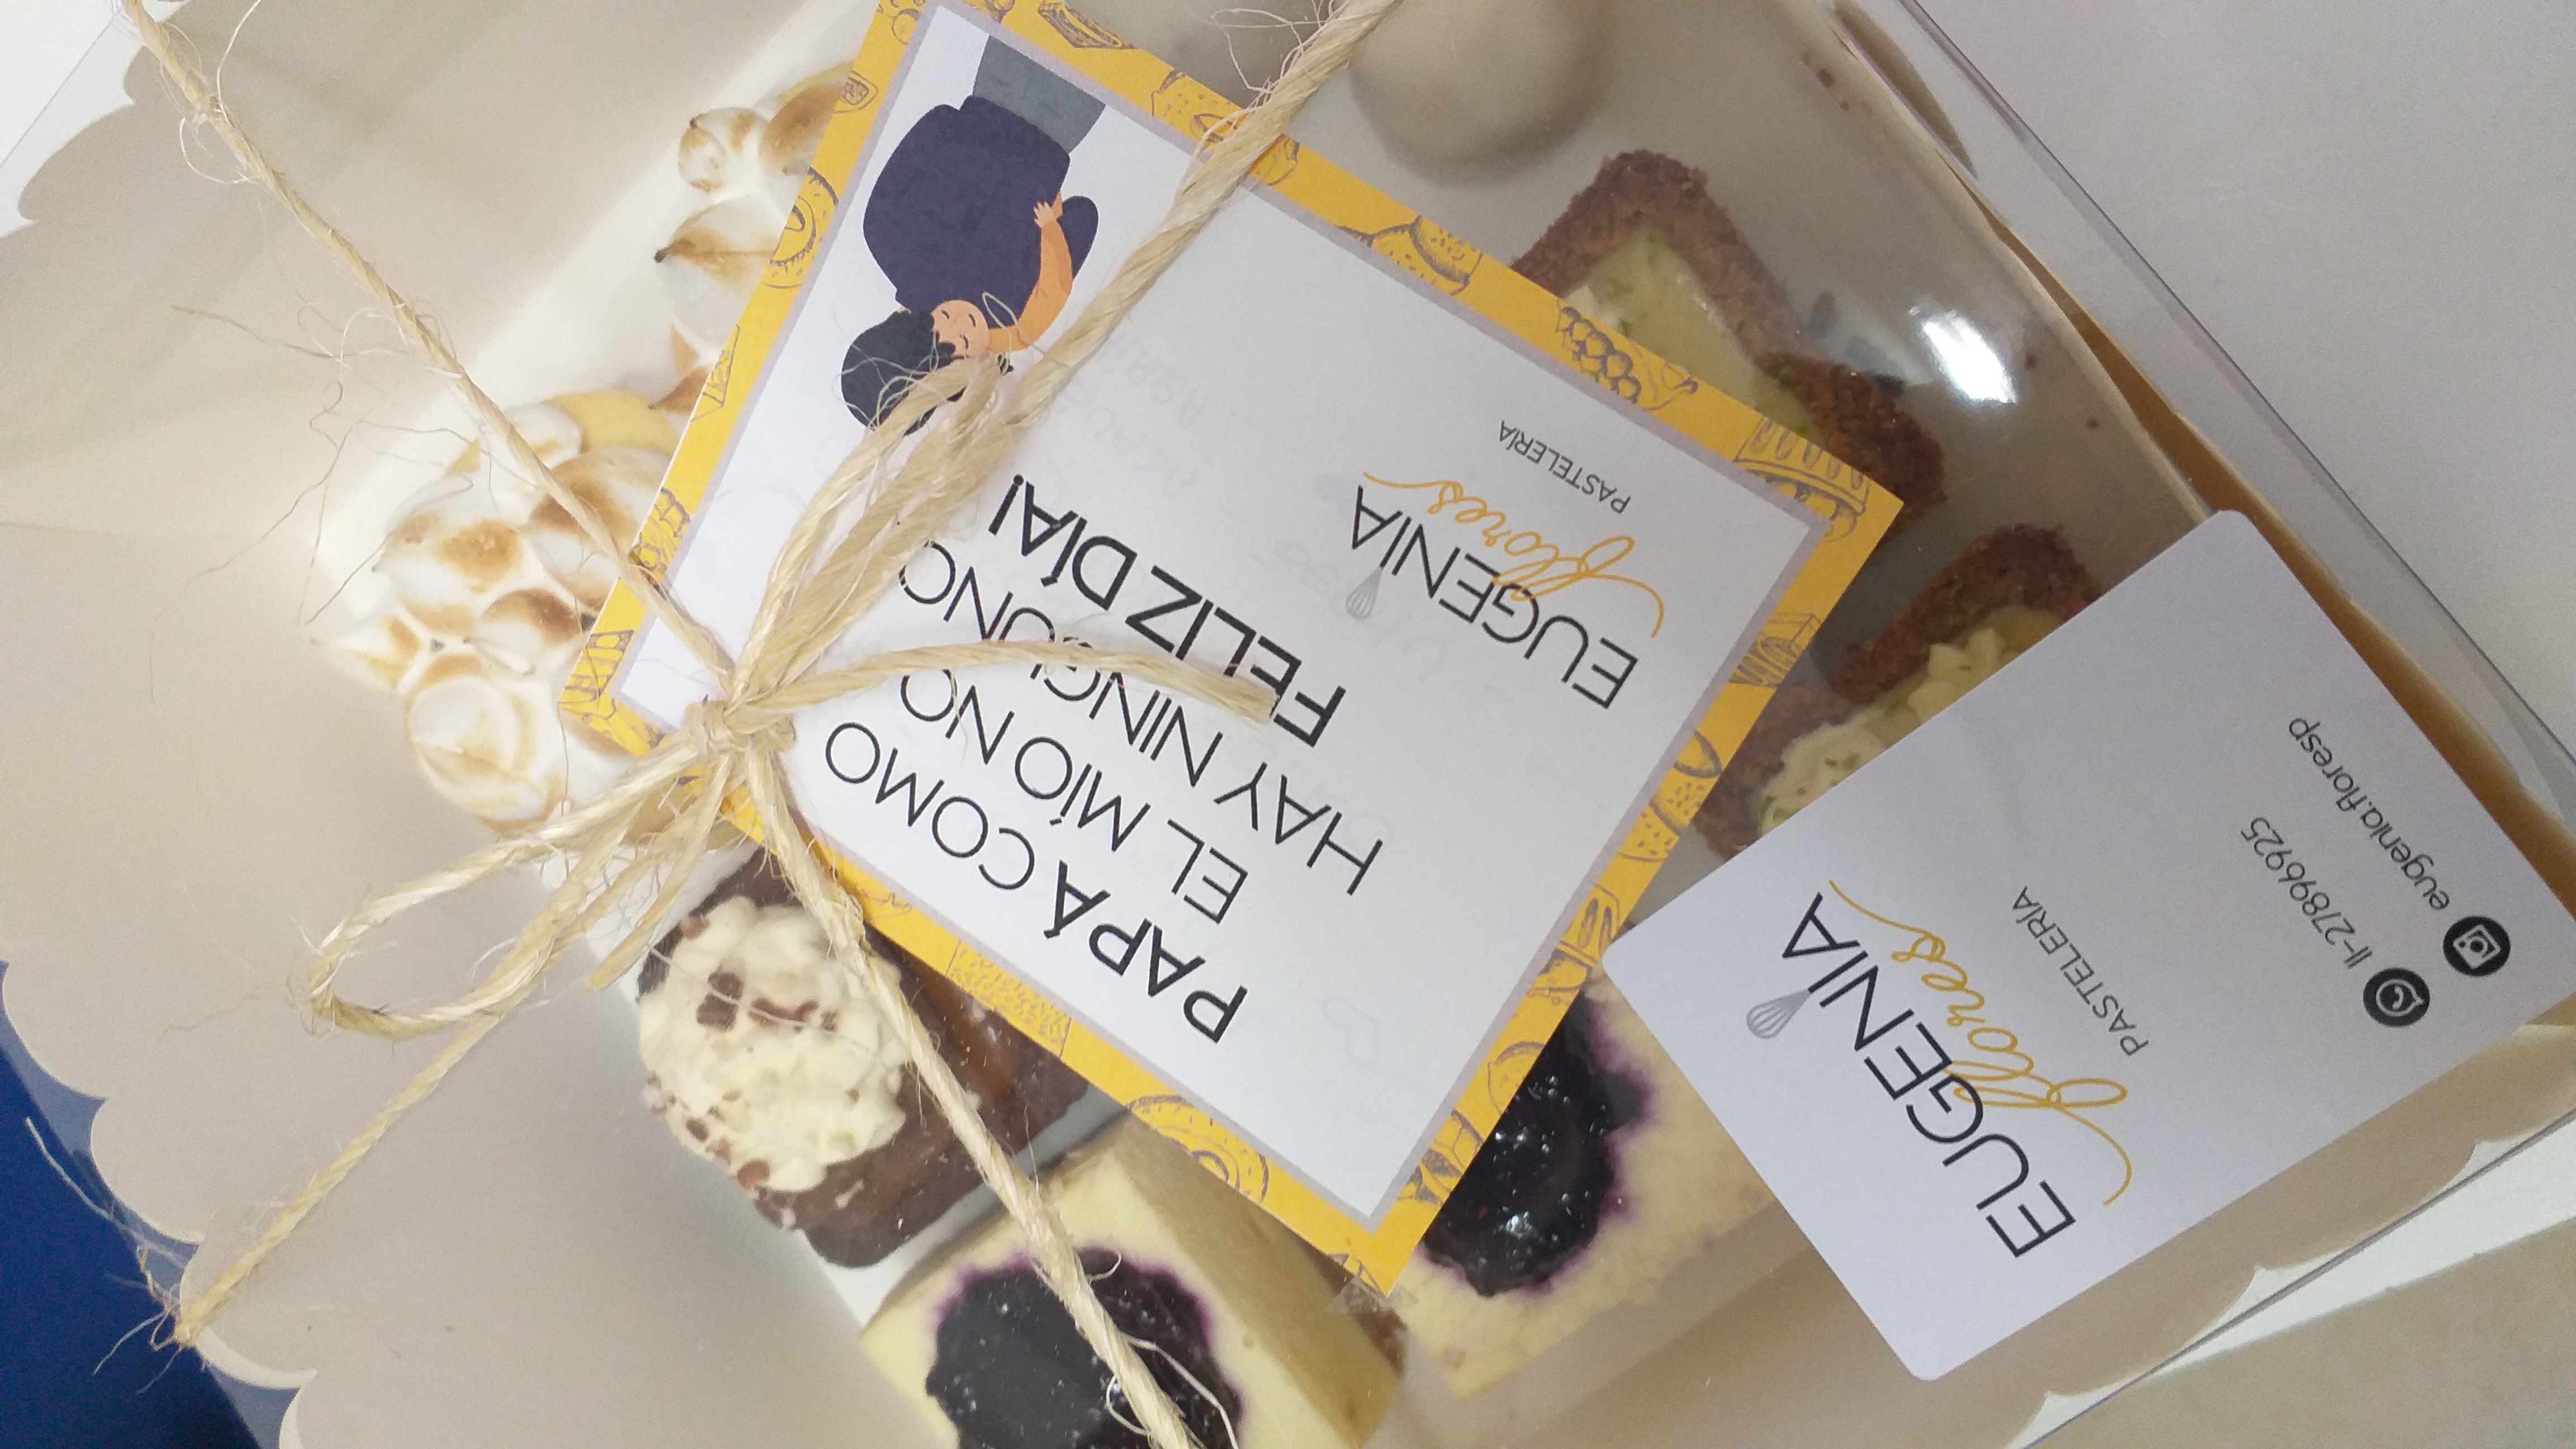 PAPÁ COMO
EL MÍO NO
HAY NINGUNO
FELIZ DÍA!
EUGENIA
flores
PASTELERÍA
EUGENIA
flores
PASTELERÍA
11-27896925
eugenia.floresp